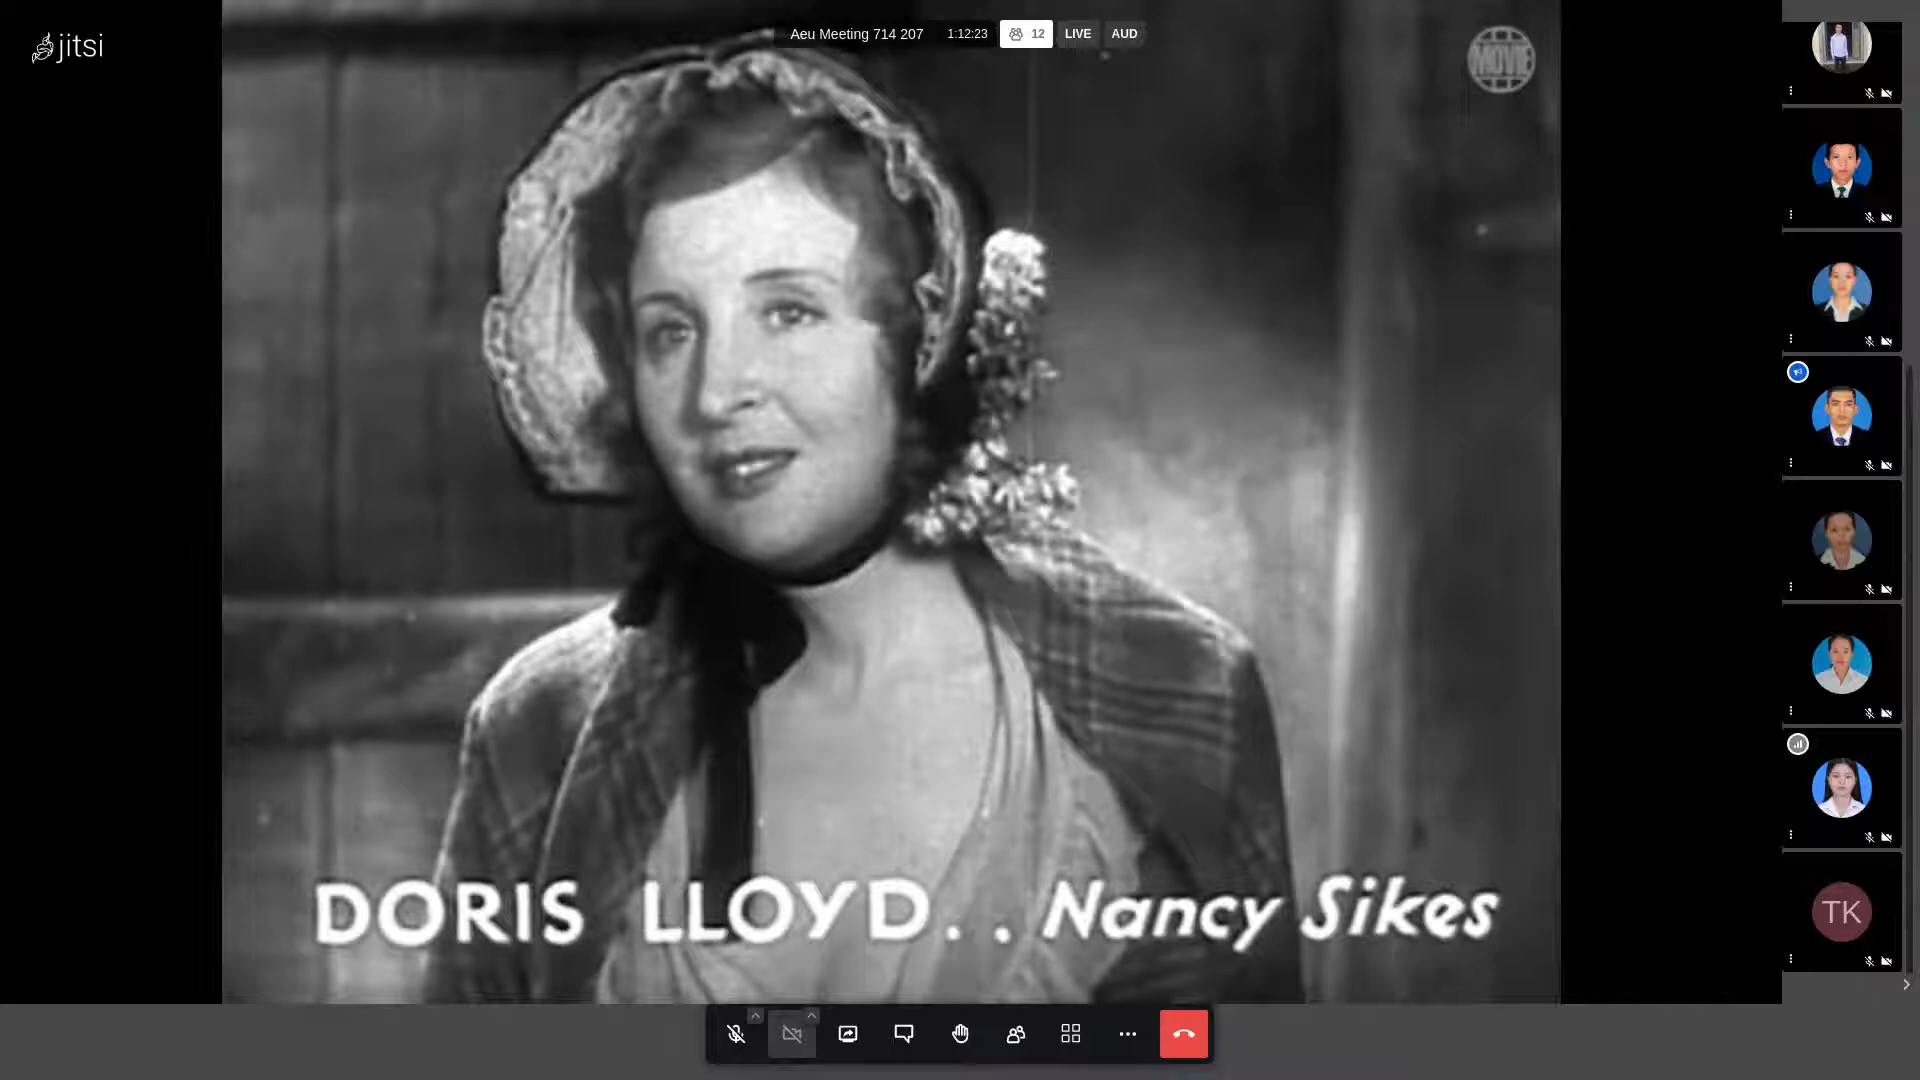 jitsi
Aeu Meeting 714 207 1:12:23 12 LIVE AUD
MOVIE
DORIS LLOYD.. Nancy Sikes
TK